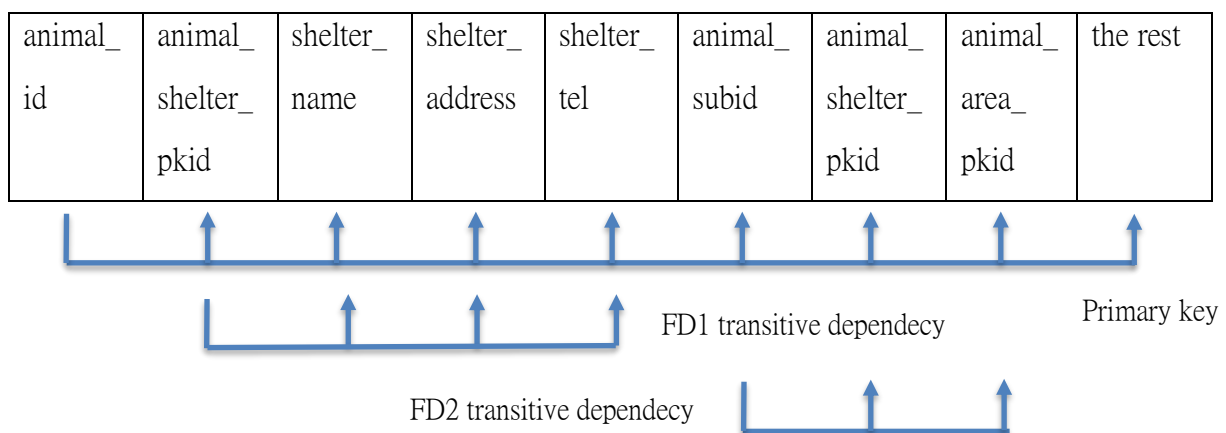 animal_ animal_ shelter_ shelter_ shelter_ animal_ animal_ animal_ the rest
id shelter_ name address tel subid shelter_ area_
pkid pkid pkid
Primary key
FD1 transitive dependecy
FD2 transitive dependecy